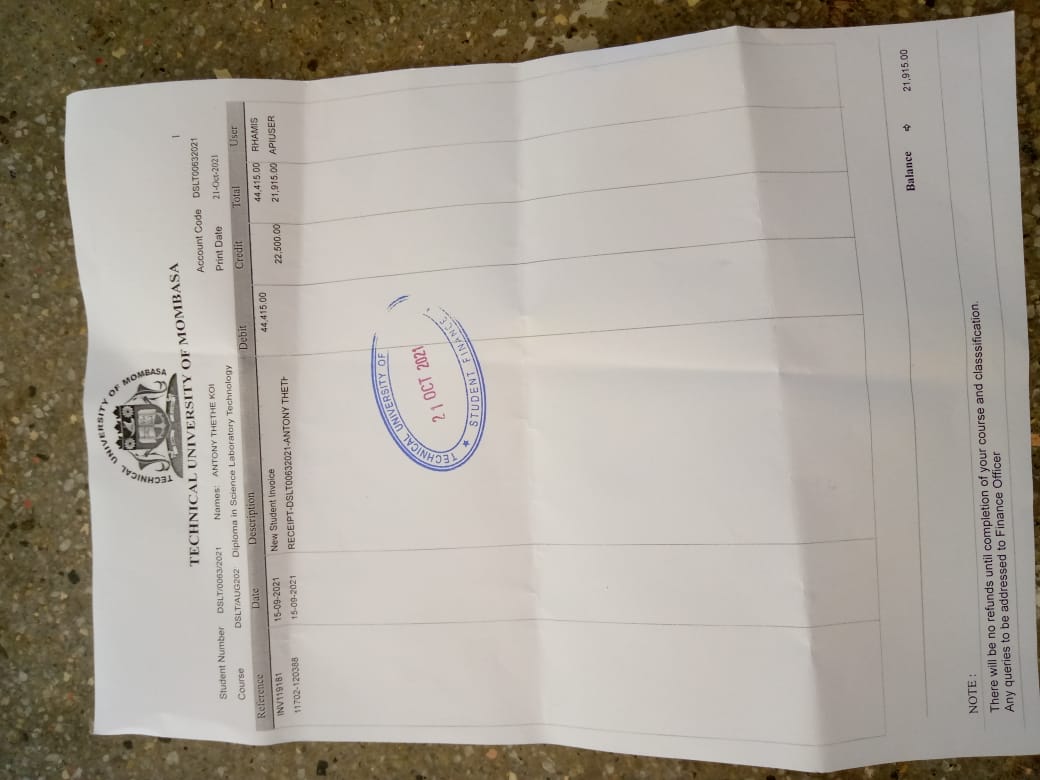 TECHNICAL UNIVERSITY OF MOMBASA
TECHNICAL UNIVERSITY OF MOMBASA
Student Number DSLT/0063/2021 Names: ANTONY THETHE KOI Account Code DSLT00632021 1
Course DSLT/AUG202 Diploma in Science Laboratory Technology Print Date 21-Oct-2021
Reference Date Description Debit Credit Total User
INV119181 15-09-2021 New Student Invoice 44,415.00 44,415.00 RHAMIS
11702-120388 15-09-2021 RECEIPT-DSLT00632021-ANTONY THETH 22,500.00 21,915.00 APIUSER
TECHNICAL UNIVERSITY OF
21 OCT 2021
★ STUDENT FINANCE
Balance ⇨ 21,915.00
NOTE :
There will be no refunds until completion of your course and classsification.
Any queries to be addressed to Finance Officer